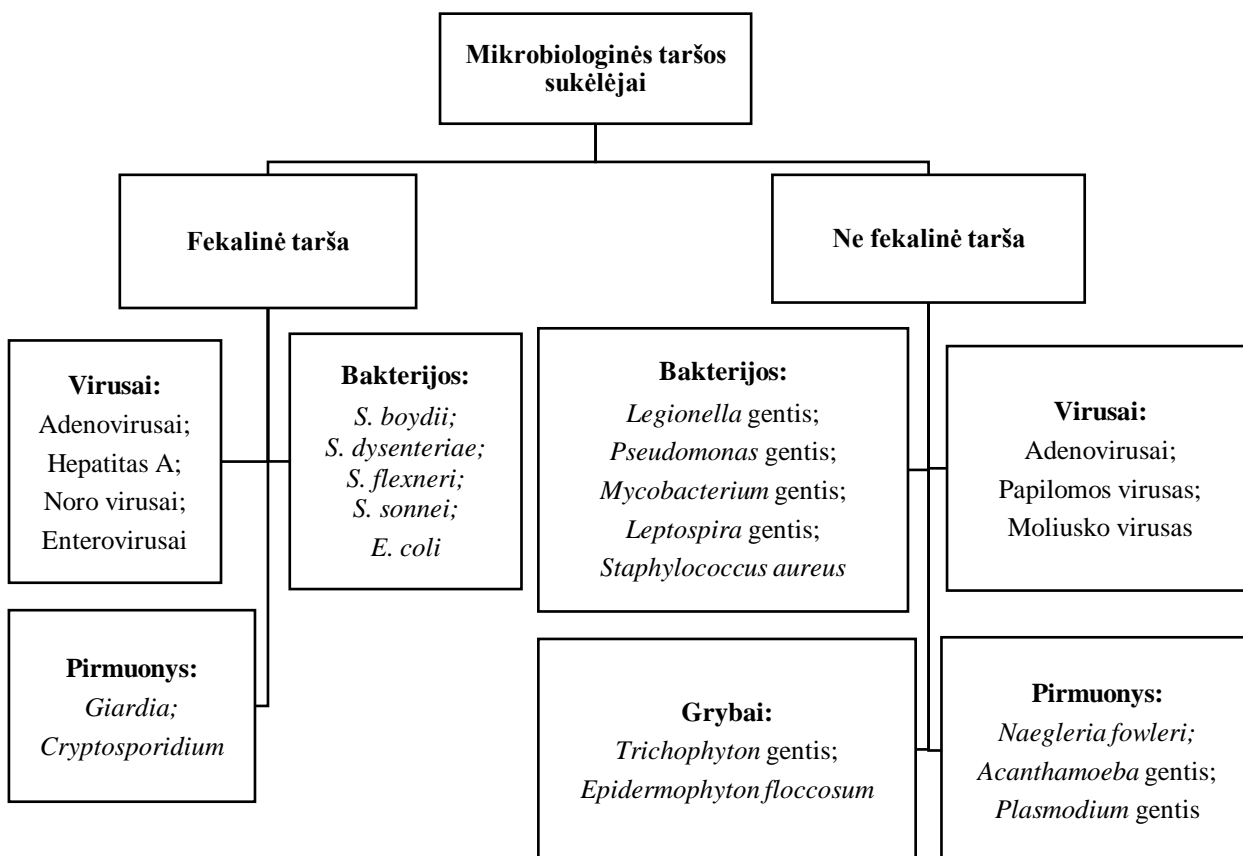 Mikrobiologinės taršos
sukėlėjai
Fekalinė tarša
Ne fekalinė tarša
Virusai:
Adenovirusai;
Hepatitas A;
Noro virusai;
Enterovirusai
Bakterijos:
S. boydii;
S. dysenteriae;
S. flexneri;
S. sonnei;
E. coli
Bakterijos:
Legionella gentis;
Pseudomonas gentis;
Mycobacterium gentis;
Leptospira gentis;
Staphylococcus aureus
Virusai:
Adenovirusai;
Papilomos virusas;
Moliusko virusas
Pirmuonys:
Giardia;
Cryptosporidium
Grybai:
Trichophyton gentis;
Epidermophyton floccosum
Pirmuonys:
Naegleria fowleri;
Acanthamoeba gentis;
Plasmodium gentis